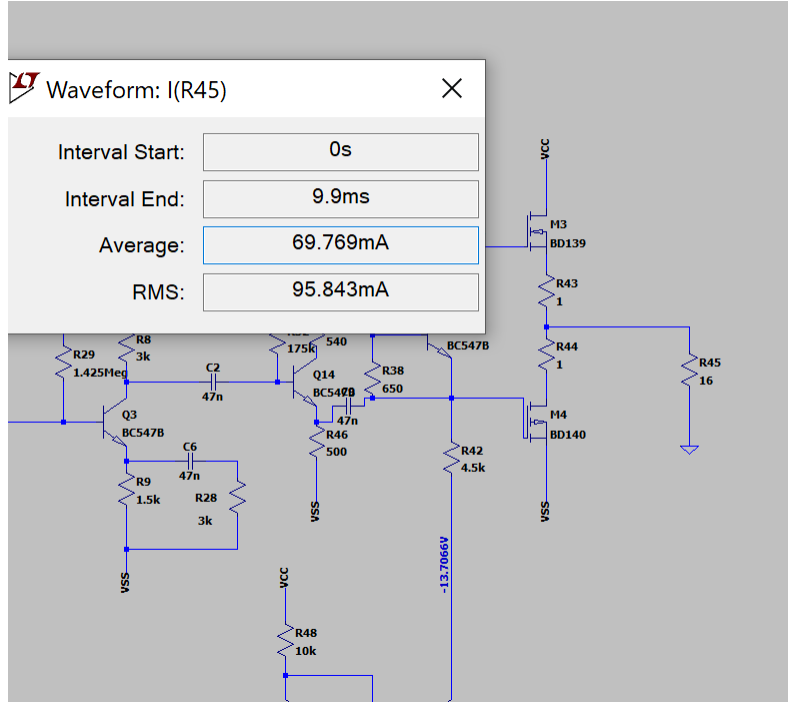 LT
Waveform: I(R45)
Interval Start: 0s
Interval End: 9.9ms
Average: 69.769mA
RMS: 95.843mA
VCC
M3
BD139
R43
1
R44
1
R45
16
M4
BD140
VSS
R29
1.425Meg
R8
3k
C2
47n
175k
540
Q14
BC547B
47n
R38
650
BC547B
R46
500
VSS
R42
4.5k
-13.7066V
Q3
BC547B
C6
47n
R9
1.5k
R28
3k
VSS
VCC
R48
10k